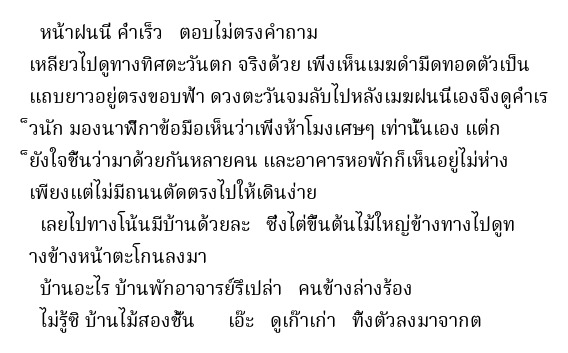 หน้าฝนนี่ ค่ำเร็ว   ตอบไม่ตรงคำถาม
เหลียวไปดูทางทิศตะวันตก จริงด้วย เพิ่งเห็นเมฆดำมืดทอดตัวเป็น
แถบยาวอยู่ตรงขอบฟ้า ดวงตะวันจมลับไปหลังเมฆฝนนี่เองจึงดูค่ำเร
็วนัก มองนาฬิกาข้อมือเห็นว่าเพิ่งห้าโมงเศษๆ เท่านั้นเอง แต่ก
็ยังใจชื้นว่ามาด้วยกันหลายคน และอาคารหอพักก็เห็นอยู่ไม่ห่าง
เพียงแต่ไม่มีถนนตัดตรงไปให้เดินง่าย
เลยไปทางโน้นมีบ้านด้วยละ   ซึ่งไต่ขึ้นต้นไม้ใหญ่ข้างทางไปดูท
างข้างหน้าตะโกนลงมา
บ้านอะไร บ้านพักอาจารย์รึเปล่า   คนข้างล่างร้อง
ไม่รู้ซิ บ้านไม้สองชั้น      เอ๊ะ   ดูเก๊าเก่า   ทิ้งตัวลงมาจากต